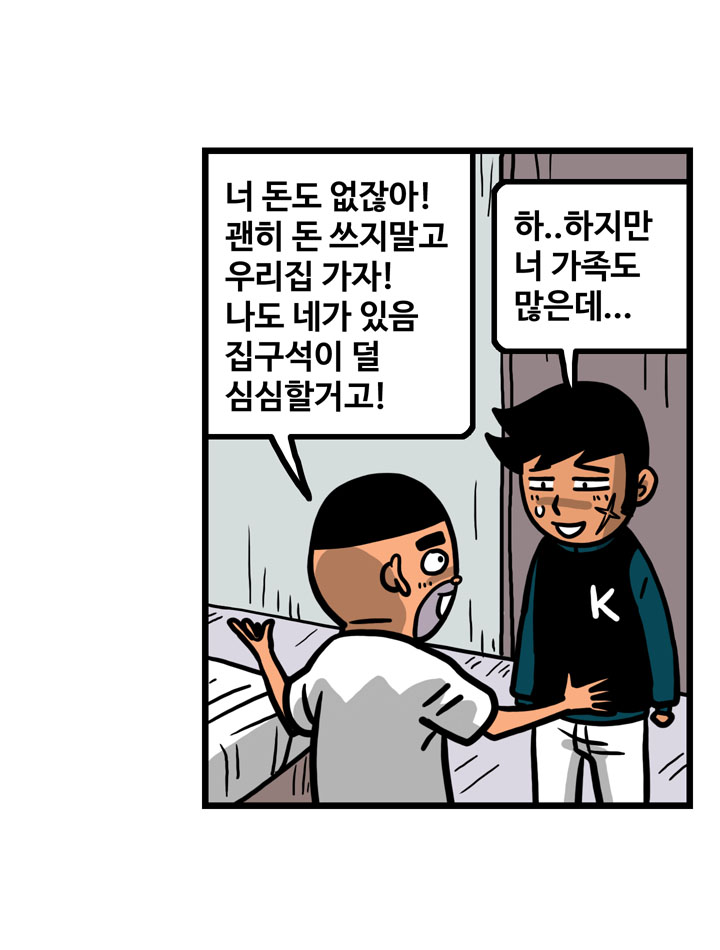 너 돈도 없잖아!
괜히 돈 쓰지말고
우리집 가자!
나도 네가 있음
집구석이 덜
심심할거고!
하..하지만
너 가족도
많은데...
K